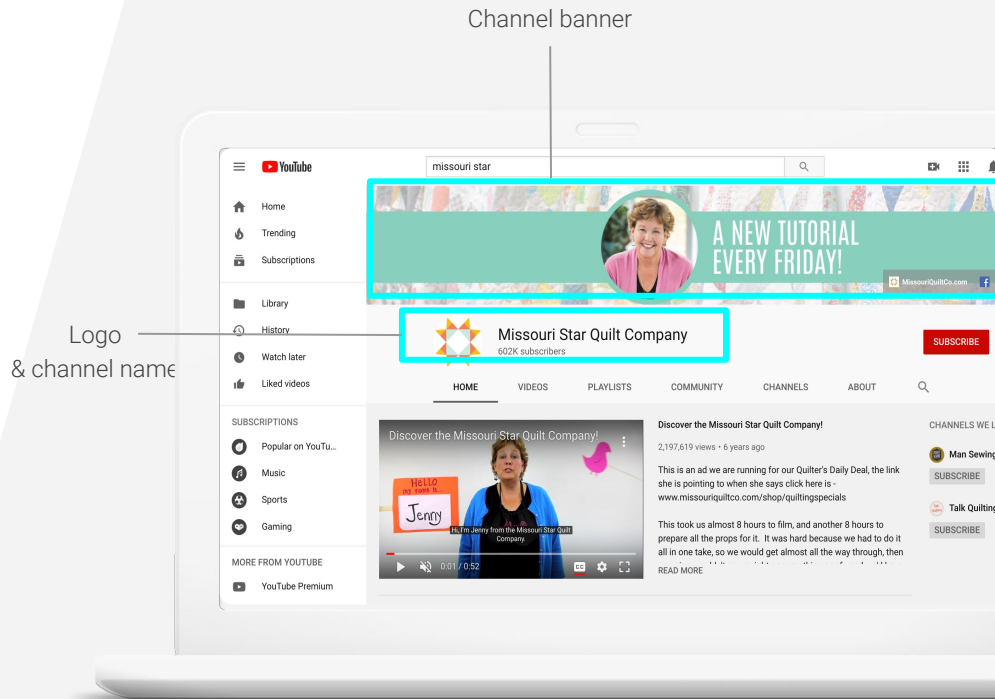 Channel banner
YouTube
missouri star
Home
Trending
Subscriptions
A NEW TUTORIAL
EVERY FRIDAY!
MissouriQuiltCo.com
Library
History
Watch later
Liked videos
Logo
& channel name
Missouri Star Quilt Company
602K subscribers
SUBSCRIBE
HOME VIDEOS PLAYLISTS COMMUNITY CHANNELS ABOUT
SUBSCRIPTIONS
Popular on YouTu...
Music
Sports
Gaming
MORE FROM YOUTUBE
YouTube Premium
Discover the Missouri Star Quilt Company!
HELLO
my name is...
Jenny
Hi, I'm Jenny from the Missouri Star Quilt
Company.
0:01 / 0:52
CC
Discover the Missouri Star Quilt Company!
2,197,619 views • 6 years ago
This is an ad we are running for our Quilter's Daily Deal, the link
she is pointing to when she says click here is -
www.missouriquiltco.com/shop/quiltingspecials
This took us almost 8 hours to film, and another 8 hours to
prepare all the props for it. It was hard because we had to do it
all in one take, so we would get almost all the way through, then
READ MORE
CHANNELS WE L
Man Sewing
SUBSCRIBE
Talk Quilting
SUBSCRIBE